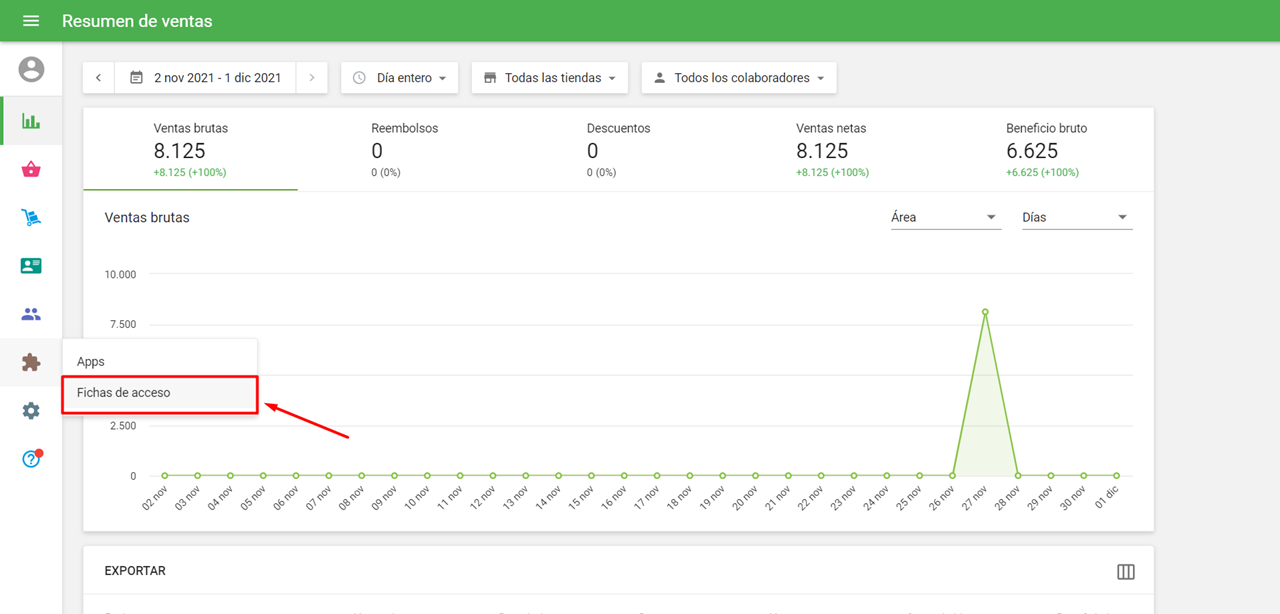 Resumen de ventas
2 nov 2021 - 1 dic 2021
Día entero
Todas las tiendas
Todos los colaboradores
Ventas brutas
8.125
+8.125 (+100%)
Reembolsos
0
0 (0%)
Descuentos
0
0 (0%)
Ventas netas
8.125
+8.125 (+100%)
Beneficio bruto
6.625
+6.625 (+100%)
Ventas brutas
Área
Días
10.000
7.500
2.500
0
Apps
Fichas de acceso
02 nov
03 nov
04 nov
05 nov
06 nov
07 nov
08 nov
09 nov
10 nov
11 nov
12 nov
13 nov
14 nov
15 nov
16 nov
17 nov
18 nov
19 nov
20 nov
21 nov
22 nov
23 nov
24 nov
25 nov
26 nov
27 nov
28 nov
29 nov
30 nov
01 dic
EXPORTAR